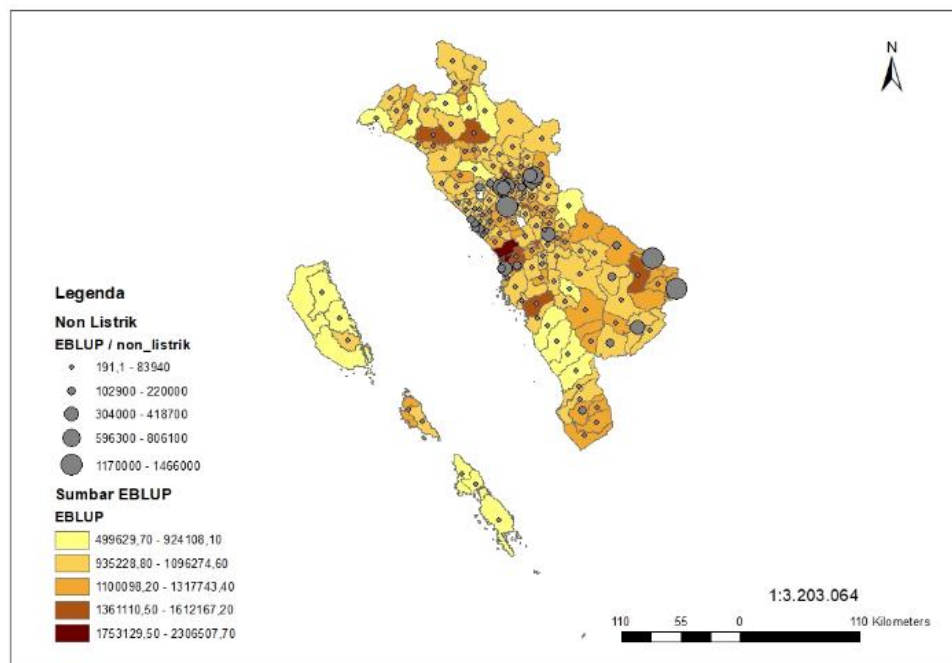 N
Legenda
Non Listrik
EBLUP / non_listrik
191,1 - 83940
102900 - 220000
304000 - 418700
596300 - 806100
1170000 - 1466000
Sumbar EBLUP
EBLUP
499629,70 - 924108,10
935228,80 - 1096274,60
1100098,20 - 1317743,40
1361110,50 - 1612167,20
1753129,50 - 2306507,70
1:3.203.064
110 55 0 110 Kilometers